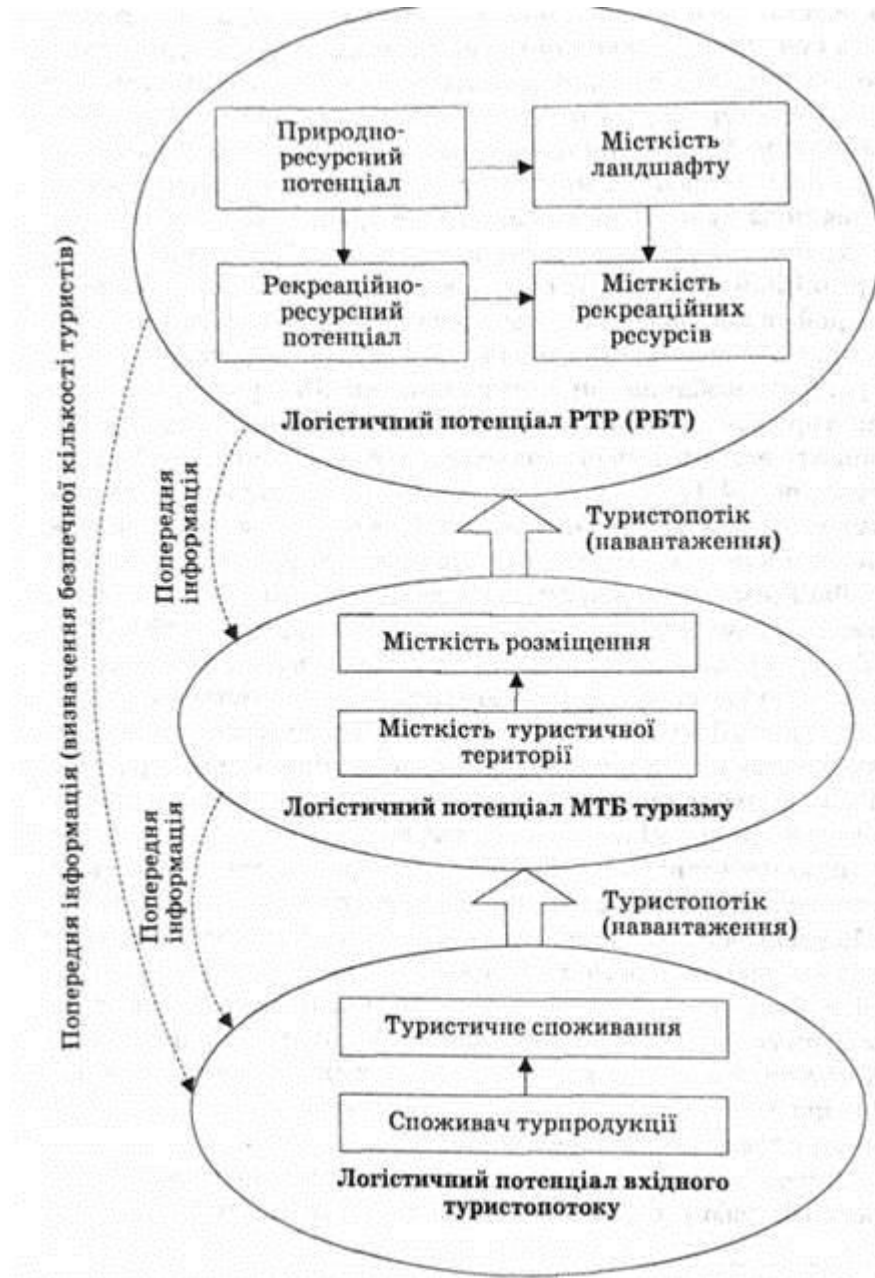 Природно-
ресурсний
потенціал
Місткість
ландшафту
Рекреаційно-
ресурсний
потенціал
Місткість
рекреаційних
ресурсів
Логістичний потенціал РТР (РБТ)
Попередня інформація (визначення безпечної кількості туристів)
Попередня
інформація
Туристопотік
(навантаження)
Місткість розміщення
Місткість туристичної
території
Логістичний потенціал МТБ туризму
Попередня
інформація
Туристопотік
(навантаження)
Туристичне споживання
Споживач турпродукції
Логістичний потенціал вхідного
туристопотоку